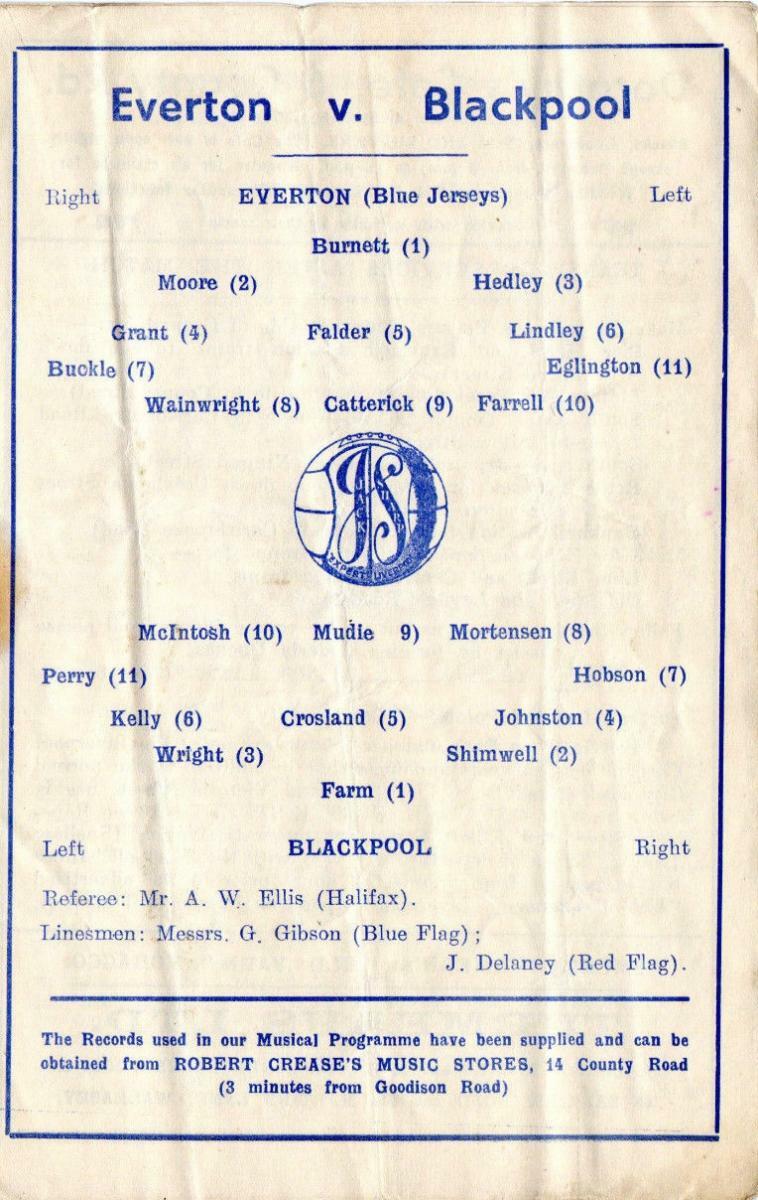 Everton v. Blackpool
Right EVERTON (Blue Jerseys) Left
Burnett (1)
Moore (2) Hedley (3)
Grant (4) Falder (5) Lindley (6)
Buckle (7) Eglington (11)
Wainwright (8) Catterick (9) Farrell (10)
JACK SHARP
EXPERTS LIVERPOOL
McIntosh (10) Mudie 9) Mortensen (8)
Perry (11) Hobson (7)
Kelly (6) Crosland (5) Johnston (4)
Wright (3) Shimwell (2)
Farm (1)
Left BLACKPOOL Right
Referee: Mr. A. W. Ellis (Halifax).
Linesmen: Messrs. G. Gibson (Blue Flag) ;
J. Delaney (Red Flag).
The Records used in our Musical Programme have been supplied and can be
obtained from ROBERT CREASE'S MUSIC STORES, 14 County Road
(3 minutes from Goodison Road)